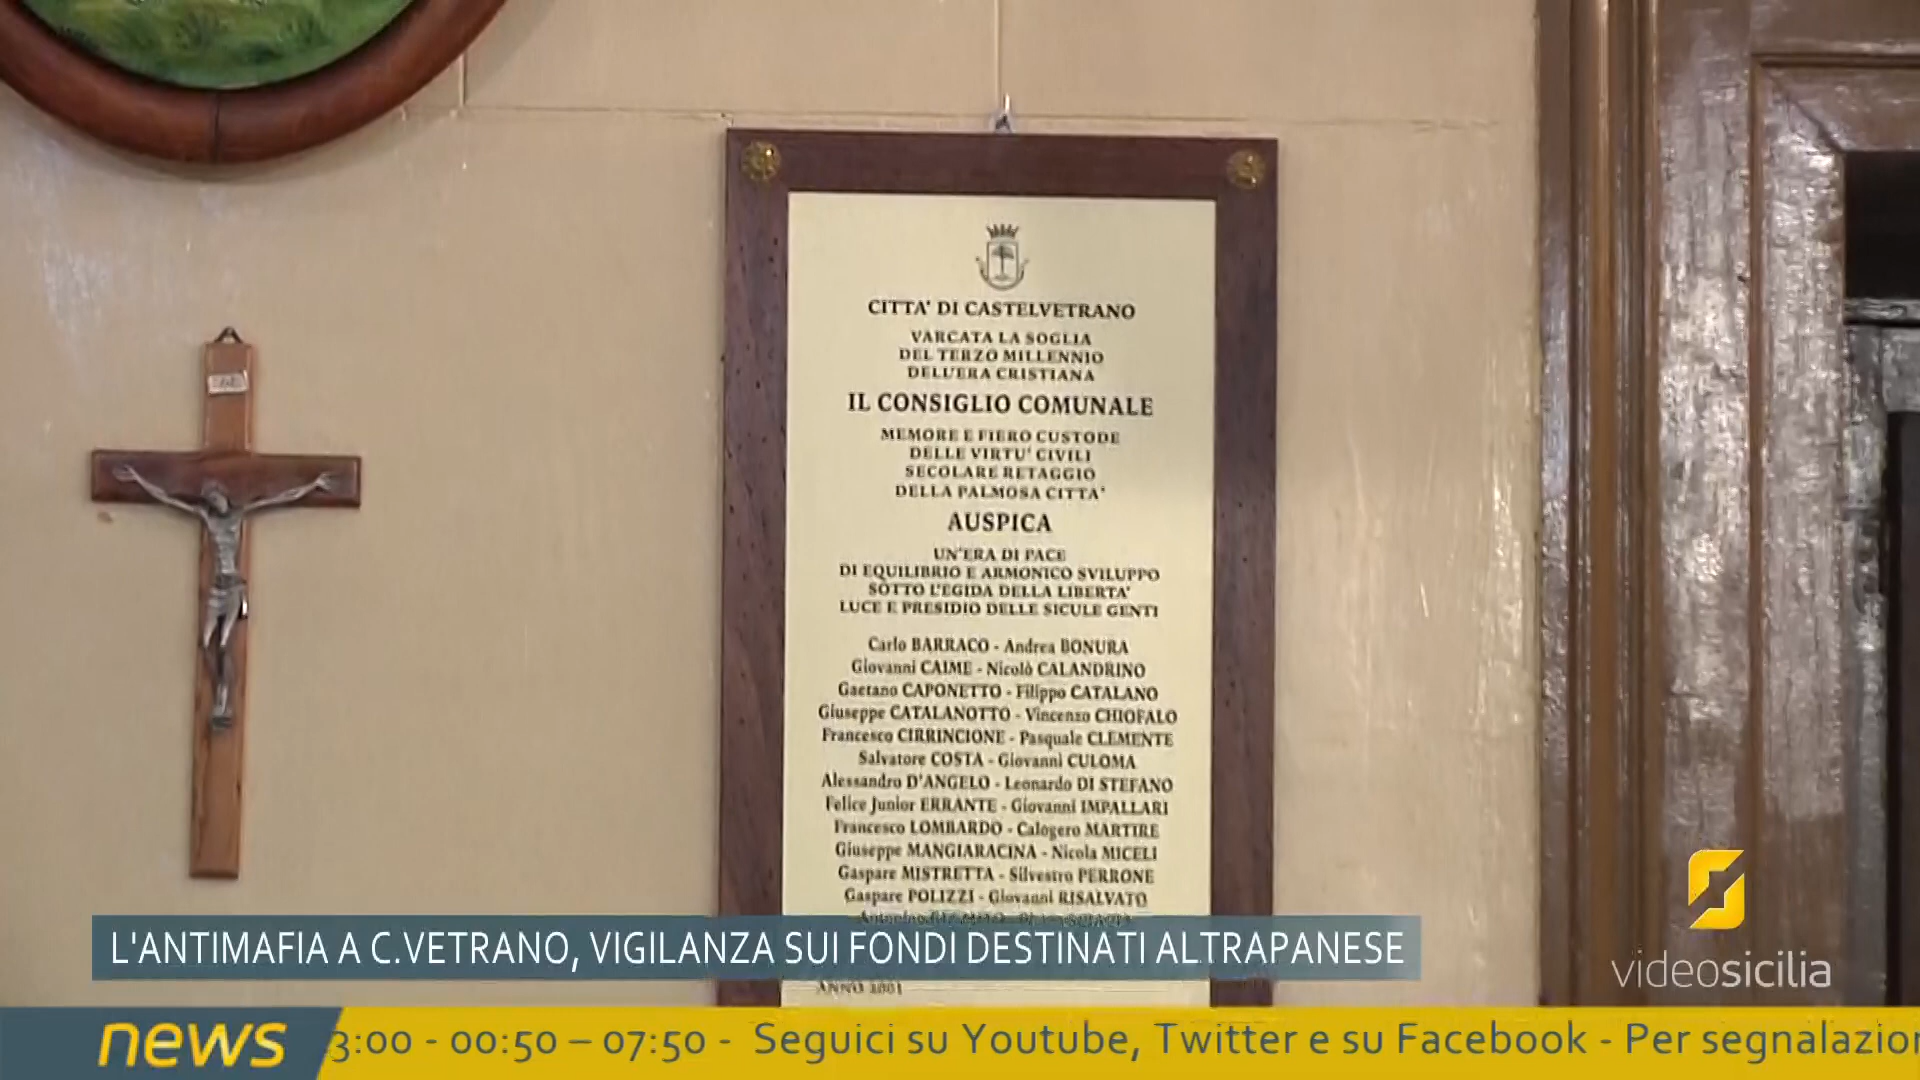 CITTA' DI CASTELVETRANO
VARCATA LA SOGLIA
DEL TERZO MILLENNIO
DELL'ERA CRISTIANA
IL CONSIGLIO COMUNALE
MEMORE E FIERO CUSTODE
DELLE VIRTU' CIVILI
SECOLARE RETAGGIO
DELLA PALMOSA CITTA'
AUSPICA
UN'ERA DI PACE
DI EQUILIBRIO E ARMONICO SVILUPPO
SOTTO L'EGIDA DELLA LIBERTA'
LUCE E PRESIDIO DELLE SICULE GENTI
Carlo BARRACO - Andrea BONURA
Giovanni CAIME - Nicolò CALANDRINO
Gaetano CAPONETTO - Filippo CATALANO
Giuseppe CATALANOTTO - Vincenzo CHIOFALO
Francesco CIRRINCIONE - Pasquale CLEMENTE
Salvatore COSTA - Giovanni CULOMA
Alessandro D'ANGELO - Leonardo DI STEFANO
Felice Junior ERRANTE - Giovanni IMPALLARI
Francesco LOMBARDO - Calogero MARTIRE
Giuseppe MANGIARACINA - Nicola MICELI
Gaspare MISTRETTA - Silvestro PERRONE
Gaspare POLIZZI - Giovanni RISALVATO
L'ANTIMAFIA A C.VETRANO, VIGILANZA SUI FONDI DESTINATI AL TRAPANESE
ANNO 2001
videosicilia
news 3:00 - 00:50 – 07:50 - Seguici su Youtube, Twitter e su Facebook - Per segnalazio